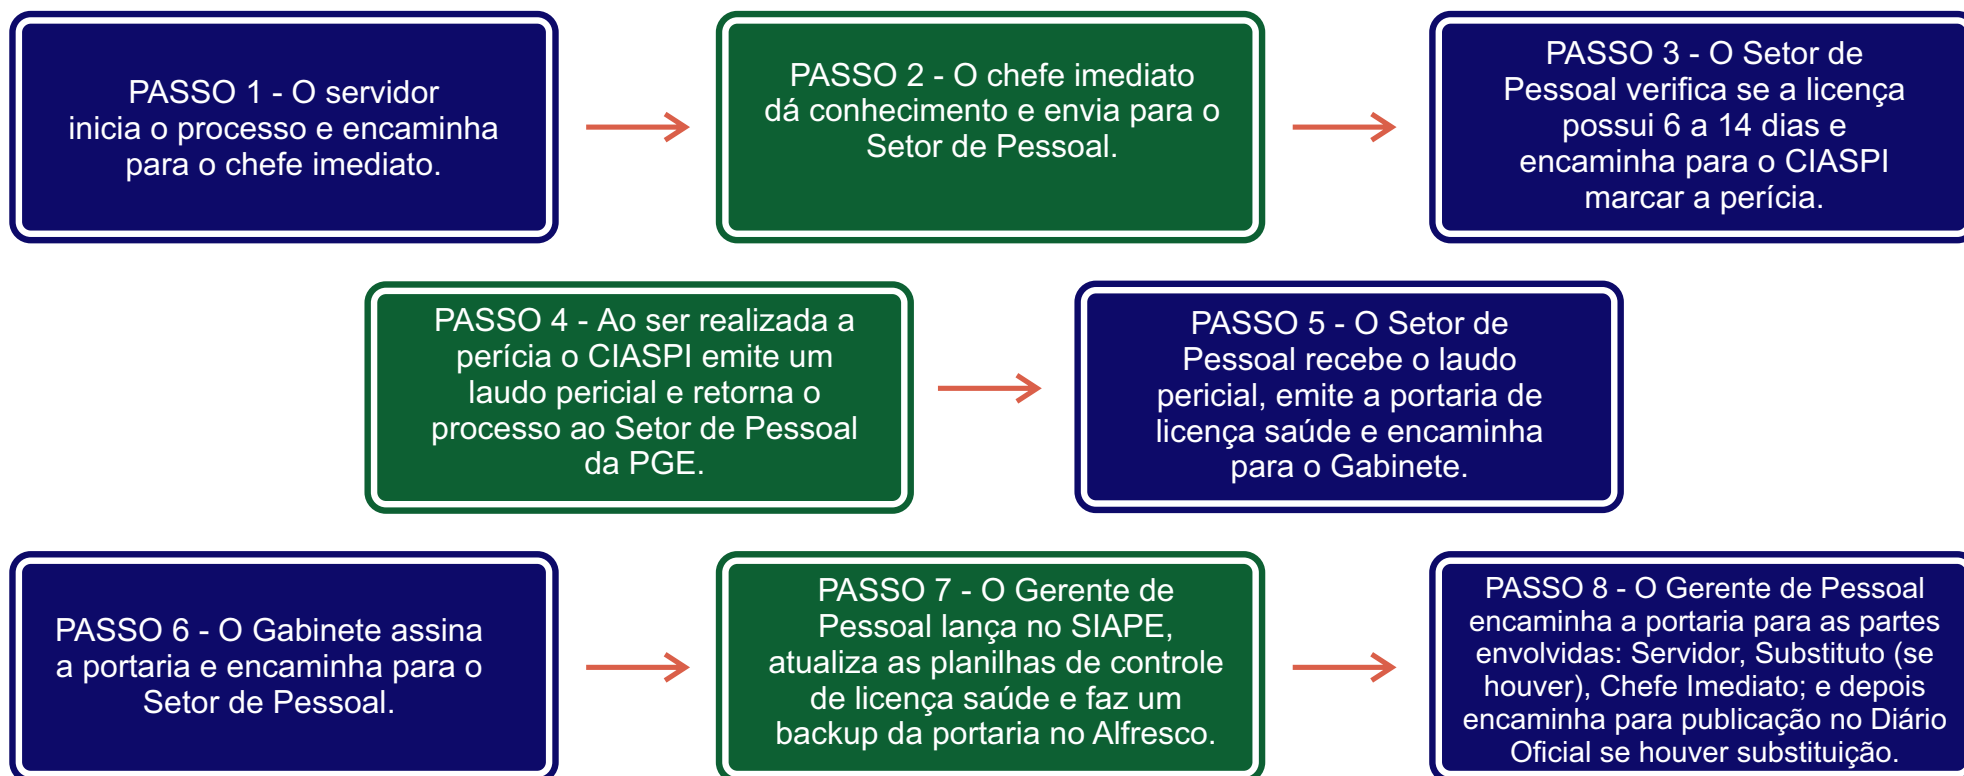 PASSO 1 - O servidor
inicia o processo e encaminha
para o chefe imediato.
PASSO 2 - O chefe imediato
dá conhecimento e envia para o
Setor de Pessoal.
PASSO 3 - O Setor de
Pessoal verifica se a licença
possui 6 a 14 dias e
encaminha para o CIASPI
marcar a perícia.
PASSO 4 - Ao ser realizada a
perícia o CIASPI emite um
laudo pericial e retorna o
processo ao Setor de Pessoal
da PGE.
PASSO 5 - O Setor de
Pessoal recebe o laudo
pericial, emite a portaria de
licença saúde e encaminha
para o Gabinete.
PASSO 6 - O Gabinete assina
a portaria e encaminha para o
Setor de Pessoal.
PASSO 7 - O Gerente de
Pessoal lança no SIAPE,
atualiza as planilhas de controle
de licença saúde e faz um
backup da portaria no Alfresco.
PASSO 8 - O Gerente de Pessoal
encaminha a portaria para as partes
envolvidas: Servidor, Substituto (se
houver), Chefe Imediato; e depois
encaminha para publicação no Diário
Oficial se houver substituição.